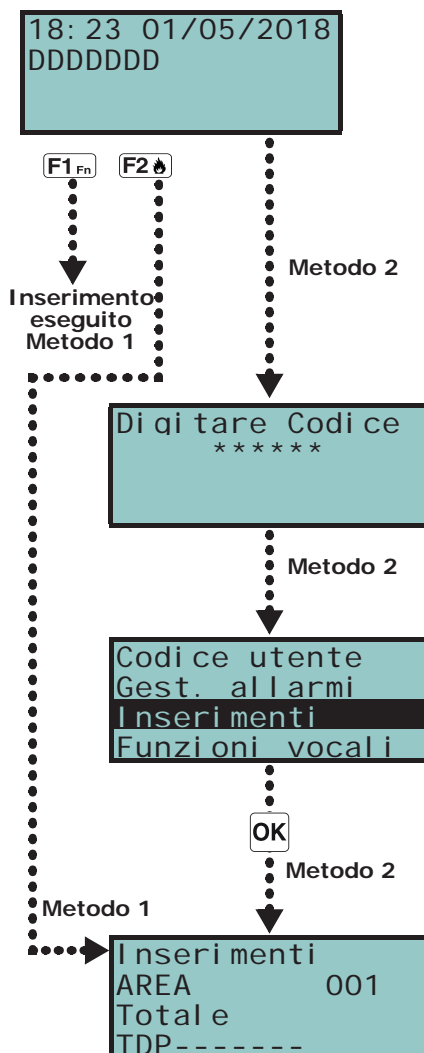 18:23 01/05/2018
DDDDDDD
F1 Fn F2
Metodo 2
Inserimento
eseguito
Metodo 1
Digitare Codice
******
Metodo 2
Codice utente
Gest. allarmi
Inserimenti
Funzioni vocali
OK
Metodo 2
Metodo 1
Inserimenti
AREA 001
Totale
TDP-------